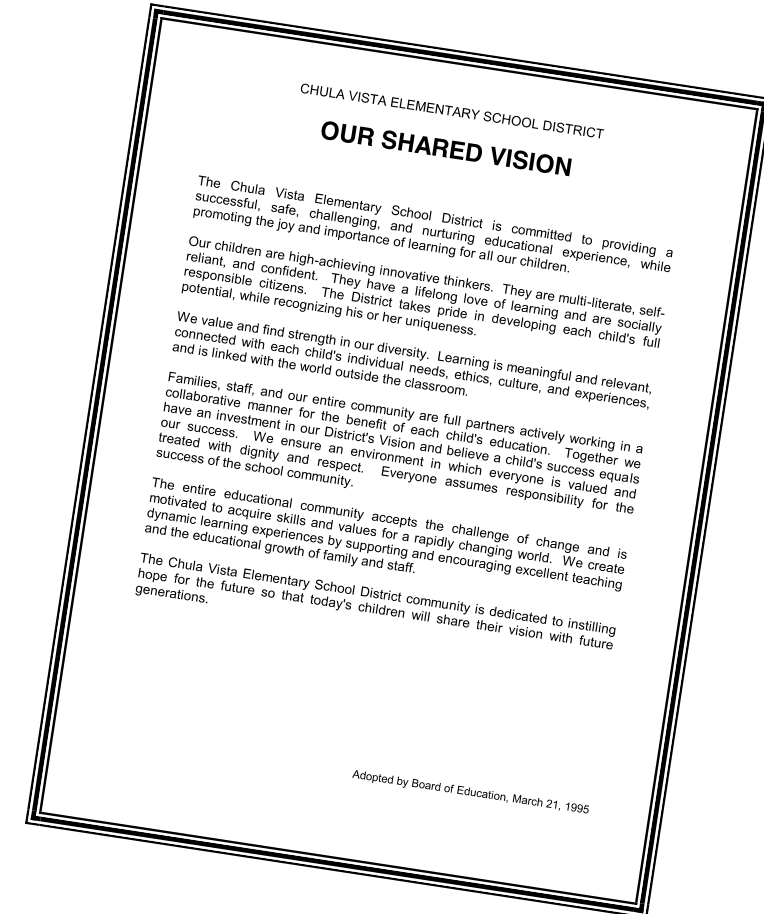 CHULA VISTA ELEMENTARY SCHOOL DISTRICT
OUR SHARED VISION
The Chula Vista Elementary School District is committed to providing a
successful, safe, challenging, and nurturing educational experience, while
promoting the joy and importance of learning for all our children.
Our children are high-achieving innovative thinkers. They are multi-literate, self-
reliant, and confident. They have a lifelong love of learning and are socially
responsible citizens. The District takes pride in developing each child's full
potential, while recognizing his or her uniqueness.
We value and find strength in our diversity. Learning is meaningful and relevant,
connected with each child's individual needs, ethics, culture, and experiences,
and is linked with the world outside the classroom.
Families, staff, and our entire community are full partners actively working in a
collaborative manner for the benefit of each child's education. Together we
have an investment in our District's Vision and believe a child's success equals
our success. We ensure an environment in which everyone is valued and
treated with dignity and respect. Everyone assumes responsibility for the
success of the school community.
The entire educational community accepts the challenge of change and is
motivated to acquire skills and values for a rapidly changing world. We create
dynamic learning experiences by supporting and encouraging excellent teaching
and the educational growth of family and staff.
The Chula Vista Elementary School District community is dedicated to instilling
hope for the future so that today's children will share their vision with future
generations.
Adopted by Board of Education, March 21, 1995